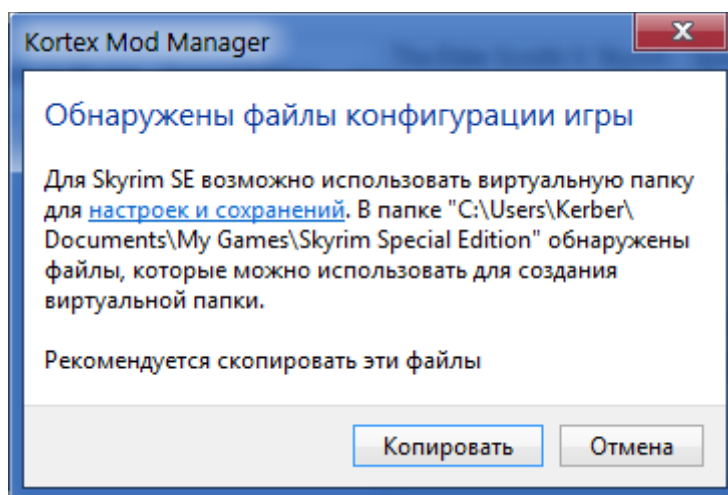 Kortex Mod Manager
Обнаружены файлы конфигурации игры
Для Skyrim SE возможно использовать виртуальную папку
для настроек и сохранений. В папке "C:\Users\Kerber\
Documents\My Games\Skyrim Special Edition" обнаружены
файлы, которые можно использовать для создания
виртуальной папки.
Рекомендуется скопировать эти файлы
Копировать
Отмена